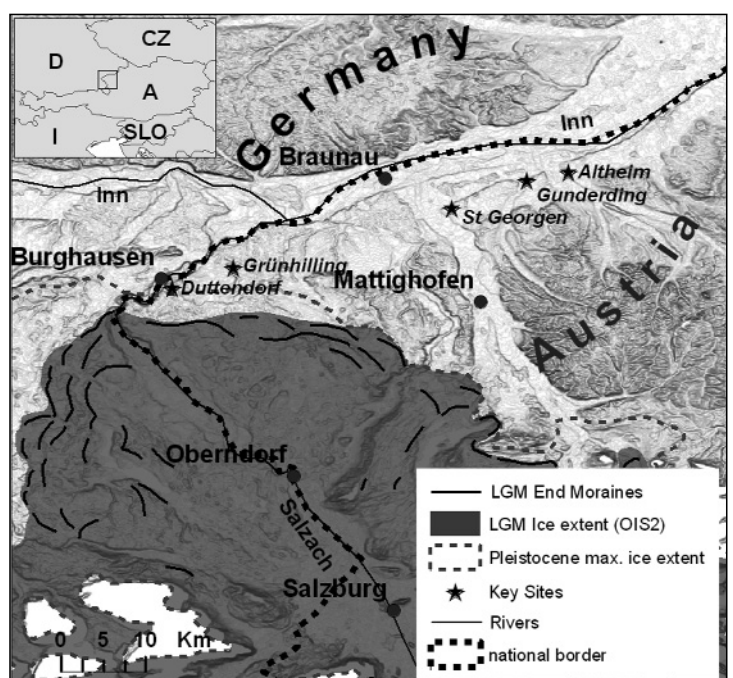 CZ
D
A
I
SLO
Germany
Inn
Braunau
Altheim
Gunderding
Inn
St Georgen
Burghausen
Grünhilling
Duttendorf
Mattighofen
Austria
Oberndorf
Salzach
Salzburg
0 5 10 Km
LGM End Moraines
LGM Ice extent (OIS2)
Pleistocene max. ice extent
Key Sites
Rivers
national border